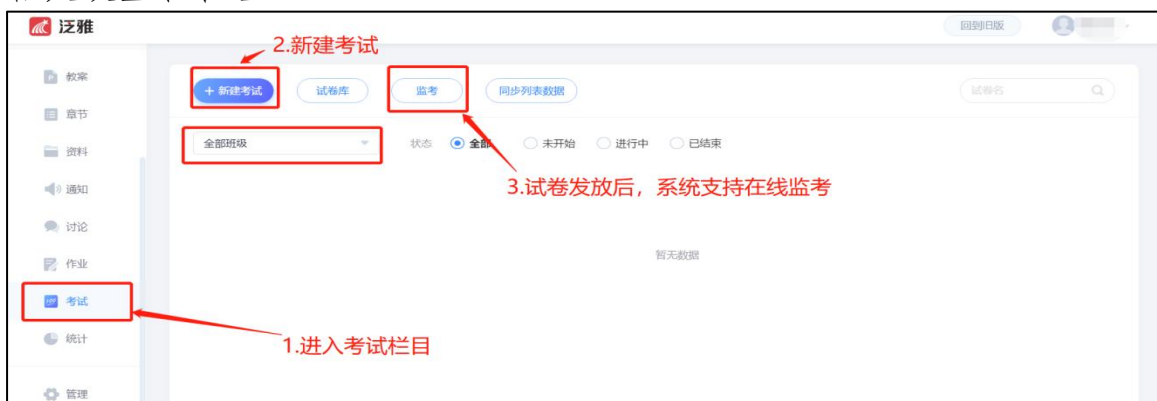 泛雅
回到旧版
2.新建考试
教案
+ 新建考试
试卷库
监考
同步列表数据
试卷名
章节
全部班级
状态
全部
未开始
进行中
已结束
资料
通知
3.试卷发放后，系统支持在线监考
讨论
暂无数据
作业
考试
统计
1.进入考试栏目
管理